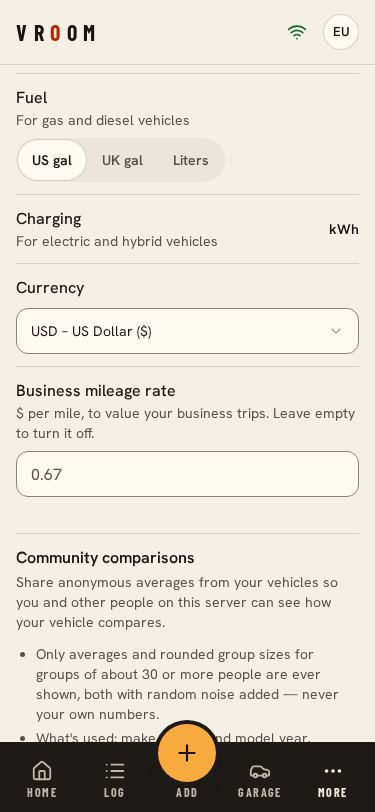 VROOM
EU
Fuel
For gas and diesel vehicles
US gal
UK gal
Liters
Charging
For electric and hybrid vehicles
kWh
Currency
USD – US Dollar ($)
Business mileage rate
$ per mile, to value your business trips. Leave empty
to turn it off.
0.67
Community comparisons
Share anonymous averages from your vehicles so
you and other people on this server can see how
your vehicle compares.
• Only averages and rounded group sizes for
groups of about 30 or more people are ever
shown, both with random noise added — never
your own numbers.
• What's used: make nd model year.
HOME
LOG
ADD
GARAGE
MORE